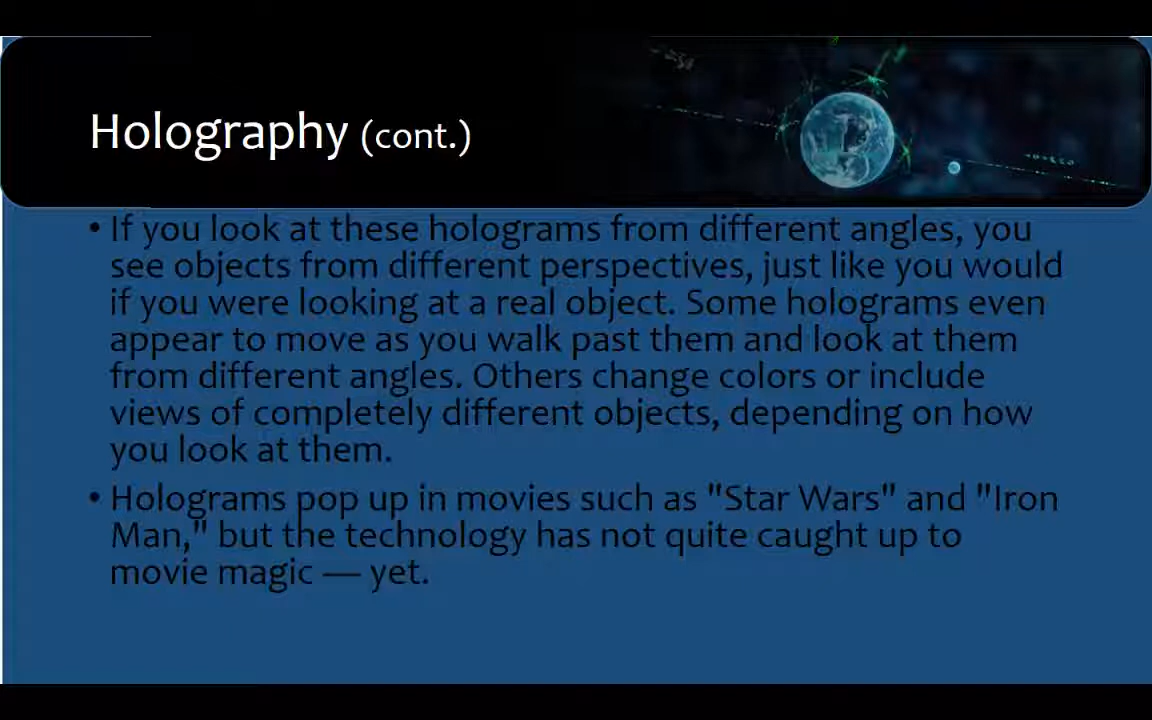 Holography (cont.)
• If you look at these holograms from different angles, you
see objects from different perspectives, just like you would
if you were looking at a real object. Some holograms even
appear to move as you walk past them and look at them
from different angles. Others change colors or include
views of completely different objects, depending on how
you look at them.
• Holograms pop up in movies such as "Star Wars" and "Iron
Man," but the technology has not quite caught up to
movie magic — yet.